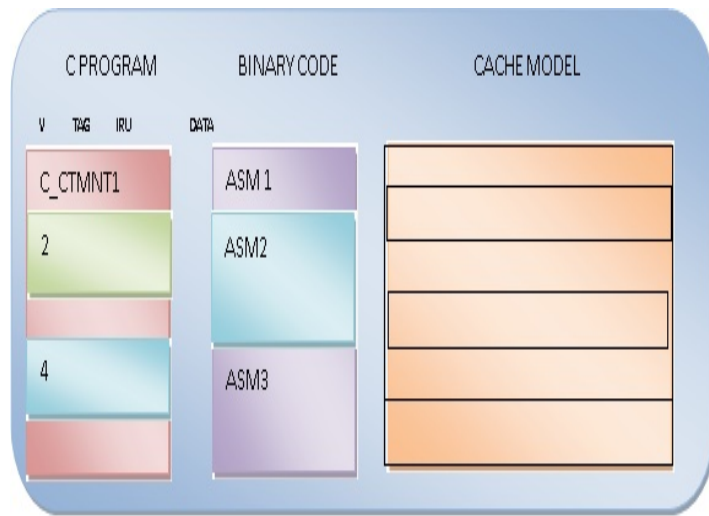 C PROGRAM BINARY CODE CACHE MODEL
V TAG IRU DATA
C_CTMNT1 ASM 1
2 ASM2
4 ASM3